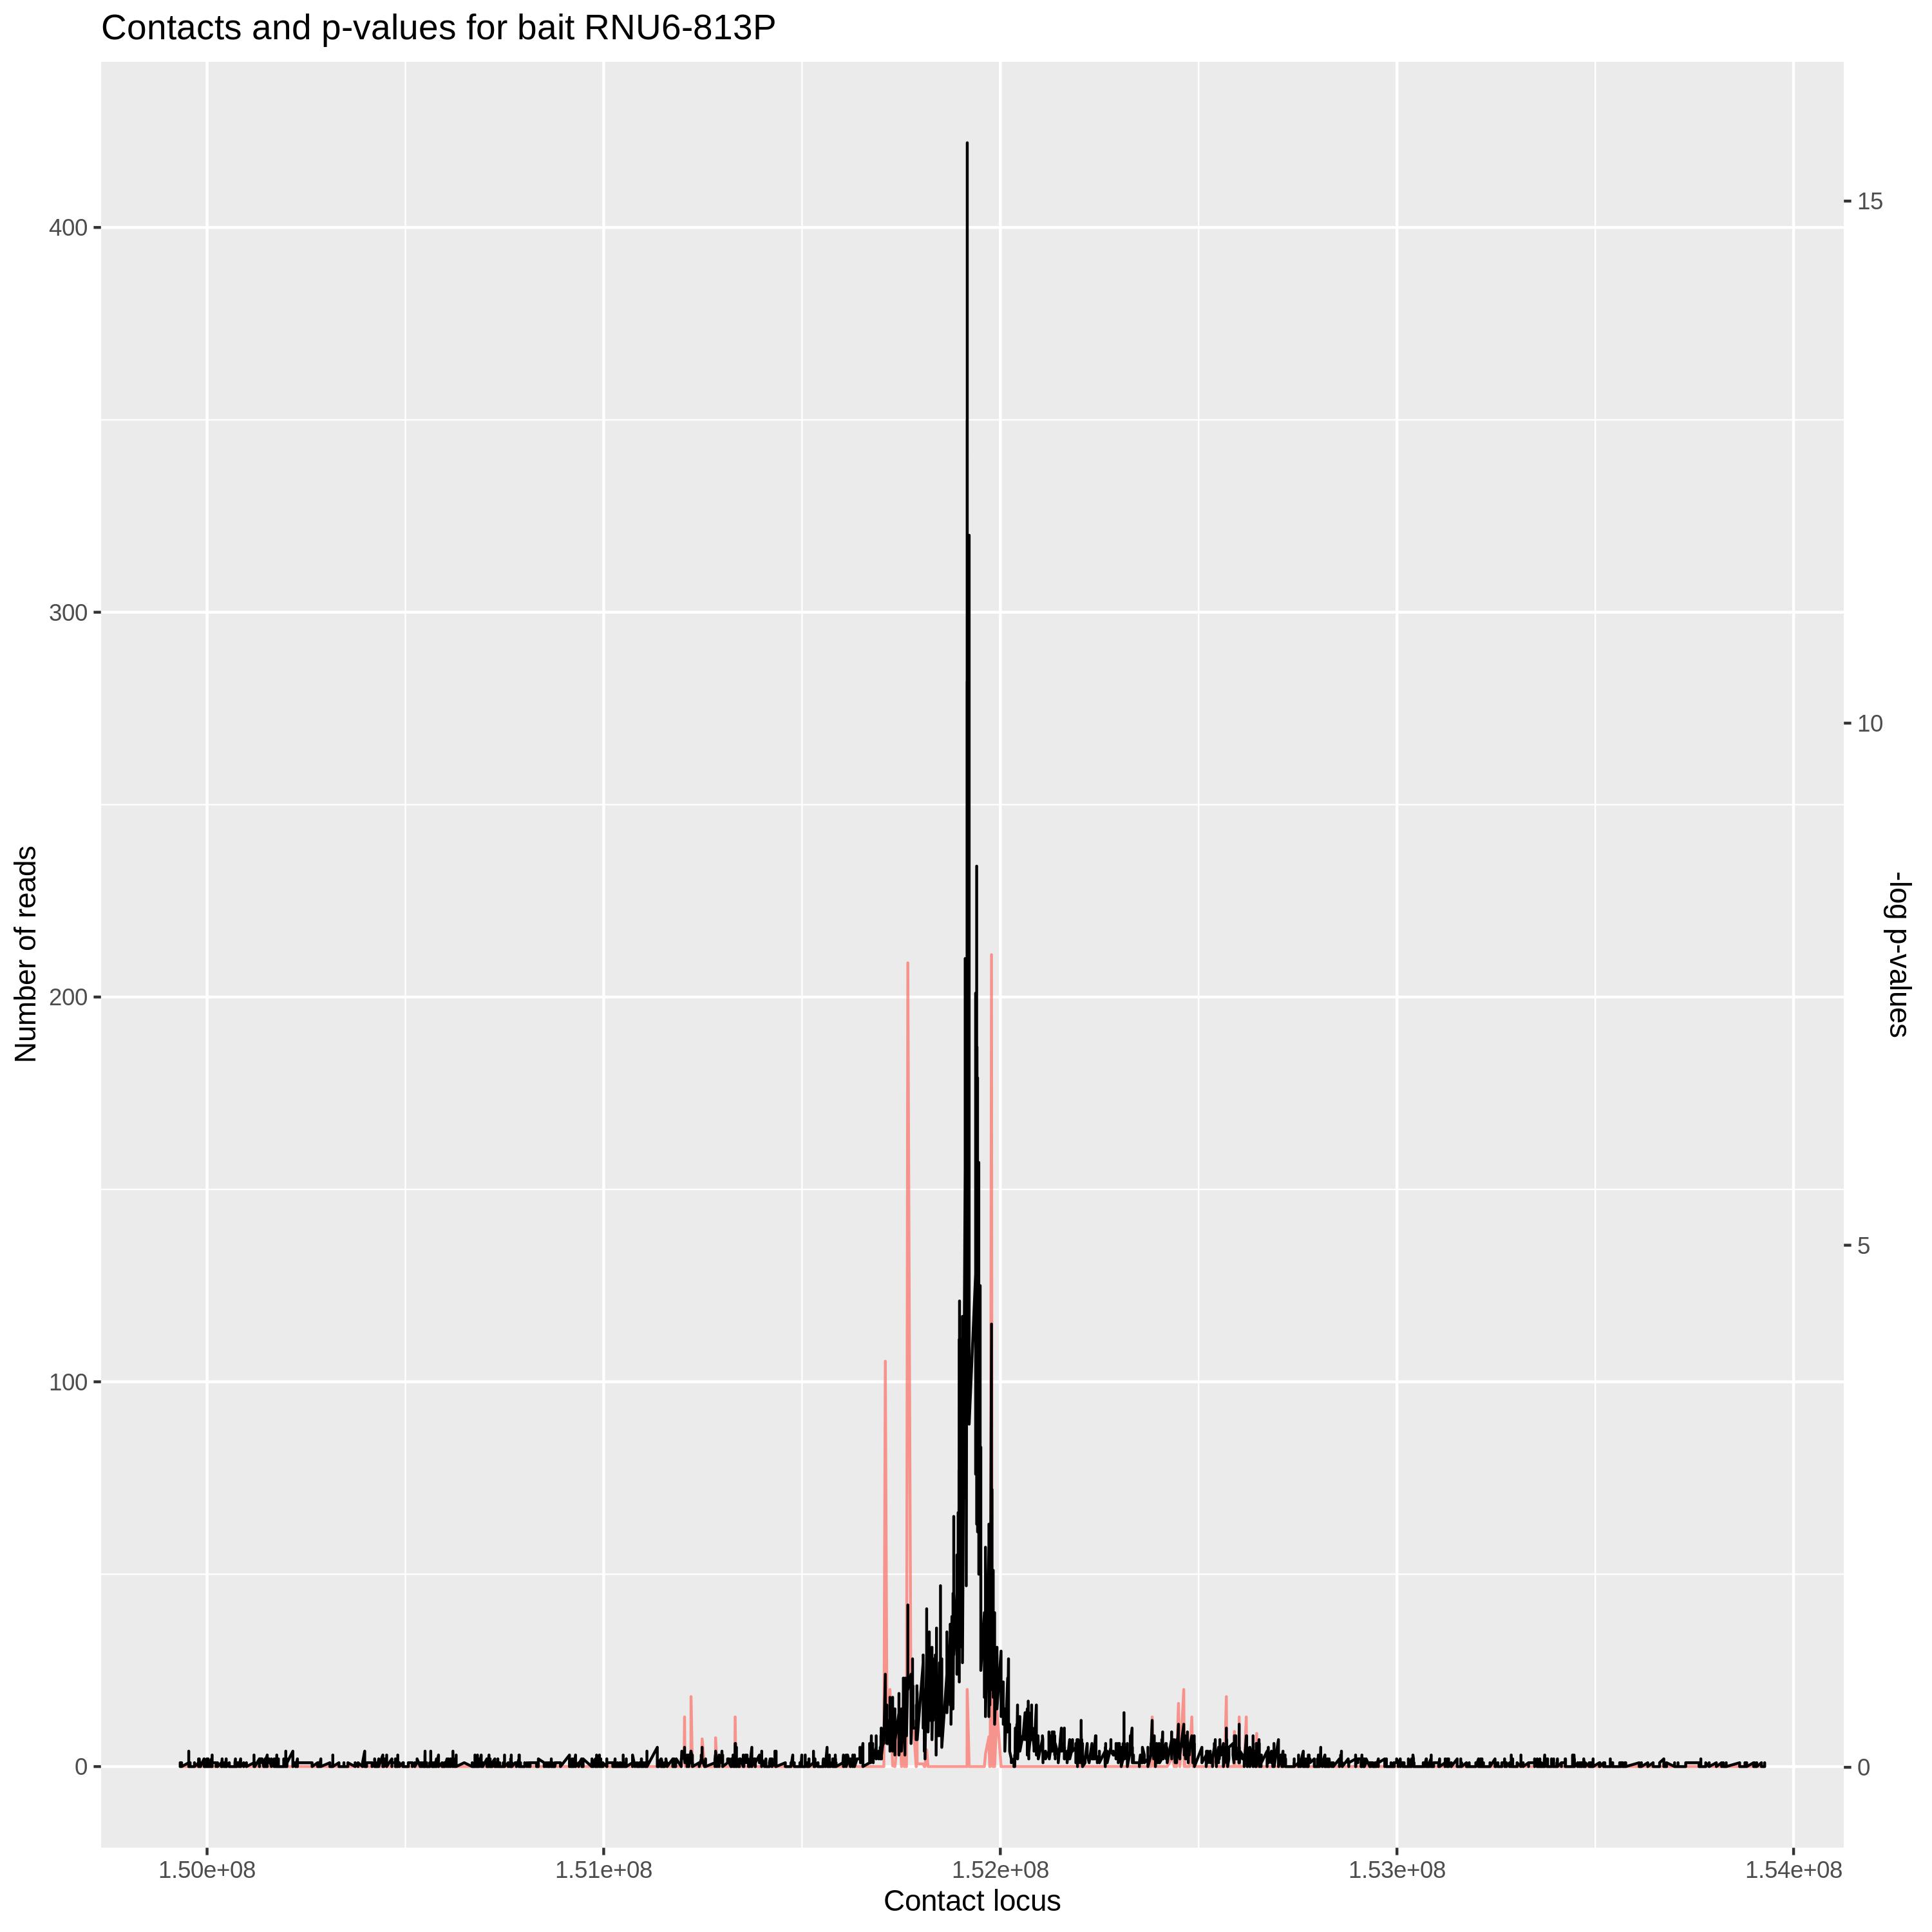 Contacts and p-values for bait RNU6-813P
400
300
200
100
0
Number of reads
15
10
5
0
-log p-values
1.50e+08
1.51e+08
1.52e+08
1.53e+08
1.54e+08
Contact locus